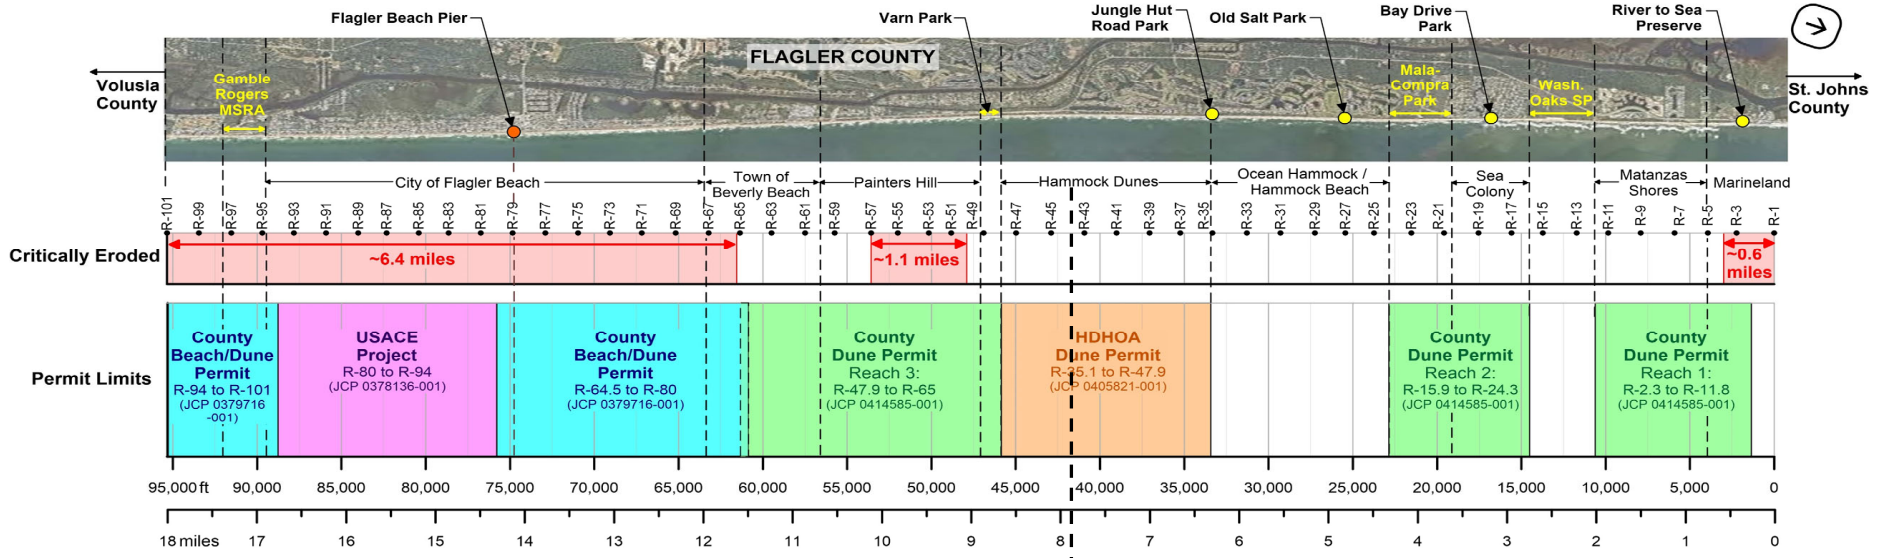 Flagler Beach Pier
Varn Park
Jungle Hut
Road Park
Old Salt Park
Bay Drive
Park
River to Sea
Preserve
FLAGLER COUNTY
Volusia
County
Gamble
Rogers
MSRA
Mala-
Compra
Park
Wash.
Oaks SP
St. Johns
County
City of Flagler Beach
Town of
Beverly Beach
Painters Hill
Hammock Dunes
Ocean Hammock /
Hammock Beach
Sea
Colony
Matanzas
Shores
Marineland
R-101 R-99 R-97 R-95 R-93 R-91 R-89 R-87 R-85 R-83 R-81 R-79 R-77 R-75 R-73 R-71 R-69 R-67 R-65 R-63 R-61 R-59 R-57 R-55 R-53 R-51 R-49 R-47 R-45 R-43 R-41 R-39 R-37 R-35 R-33 R-31 R-29 R-27 R-25 R-23 R-21 R-19 R-17 R-15 R-13 R-11 R-9 R-7 R-5 R-3 R-1
Critically Eroded
~6.4 miles
~1.1 miles
~0.6
miles
Permit Limits
County
Beach/Dune
Permit
R-94 to R-101
(JCP 0379716
-001)
USACE
Project
R-80 to R-94
(JCP 0378136-001)
County
Beach/Dune
Permit
R-64.5 to R-80
(JCP 0379716-001)
County
Dune Permit
Reach 3:
R-47.9 to R-65
(JCP 0414585-001)
HDHOA
Dune Permit
R-35.1 to R-47.9
(JCP 0405821-001)
County
Dune Permit
Reach 2:
R-15.9 to R-24.3
(JCP 0414585-001)
County
Dune Permit
Reach 1:
R-2.3 to R-11.8
(JCP 0414585-001)
95,000 ft 90,000 85,000 80,000 75,000 70,000 65,000 60,000 55,000 50,000 45,000 40,000 35,000 30,000 25,000 20,000 15,000 10,000 5,000 0
18 miles 17 16 15 14 13 12 11 10 9 8 7 6 5 4 3 2 1 0